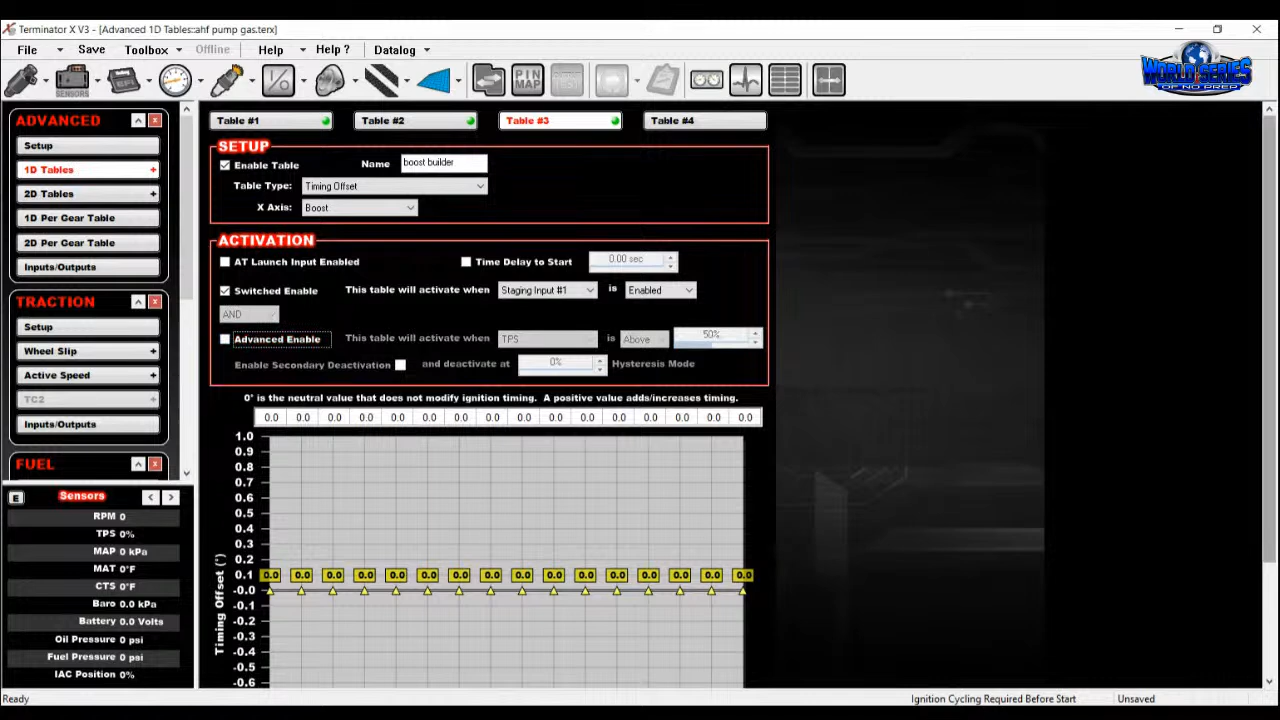 Terminator X V3 - [Advanced 1D Tables::ahf pump gas.terx]
File Save Toolbox Offline Help Help ? Datalog
SENSORS
PIN MAP
WORLD SERIES
OF NO PREP
ADVANCED
Setup
1D Tables +
2D Tables +
1D Per Gear Table
2D Per Gear Table
Inputs/Outputs
TRACTION
Setup
Wheel Slip +
Active Speed +
TC2 +
Inputs/Outputs
FUEL
E Sensors < >
RPM 0
TPS 0%
MAP 0 kPa
MAT 0°F
CTS 0°F
Baro 0.0 kPa
Battery 0.0 Volts
Oil Pressure 0 psi
Fuel Pressure 0 psi
IAC Position 0%
Table #1 Table #2 Table #3 Table #4
SETUP
Enable Table Name boost builder
Table Type: Timing Offset
X Axis: Boost
ACTIVATION
AT Launch Input Enabled Time Delay to Start 0.00 sec
Switched Enable This table will activate when Staging Input #1 is Enabled
AND
Advanced Enable This table will activate when TPS is Above 50%
Enable Secondary Deactivation and deactivate at 0% Hysteresis Mode
0° is the neutral value that does not modify ignition timing. A positive value adds/increases timing.
0.0 0.0 0.0 0.0 0.0 0.0 0.0 0.0 0.0 0.0 0.0 0.0 0.0 0.0 0.0 0.0
Timing Offset (°)
1.0
0.9
0.8
0.7
0.6
0.5
0.4
0.3
0.2
0.1
-0.0
-0.1
-0.2
-0.3
-0.4
-0.5
-0.6
0.0 0.0 0.0 0.0 0.0 0.0 0.0 0.0 0.0 0.0 0.0 0.0 0.0 0.0 0.0 0.0
Ready Ignition Cycling Required Before Start Unsaved